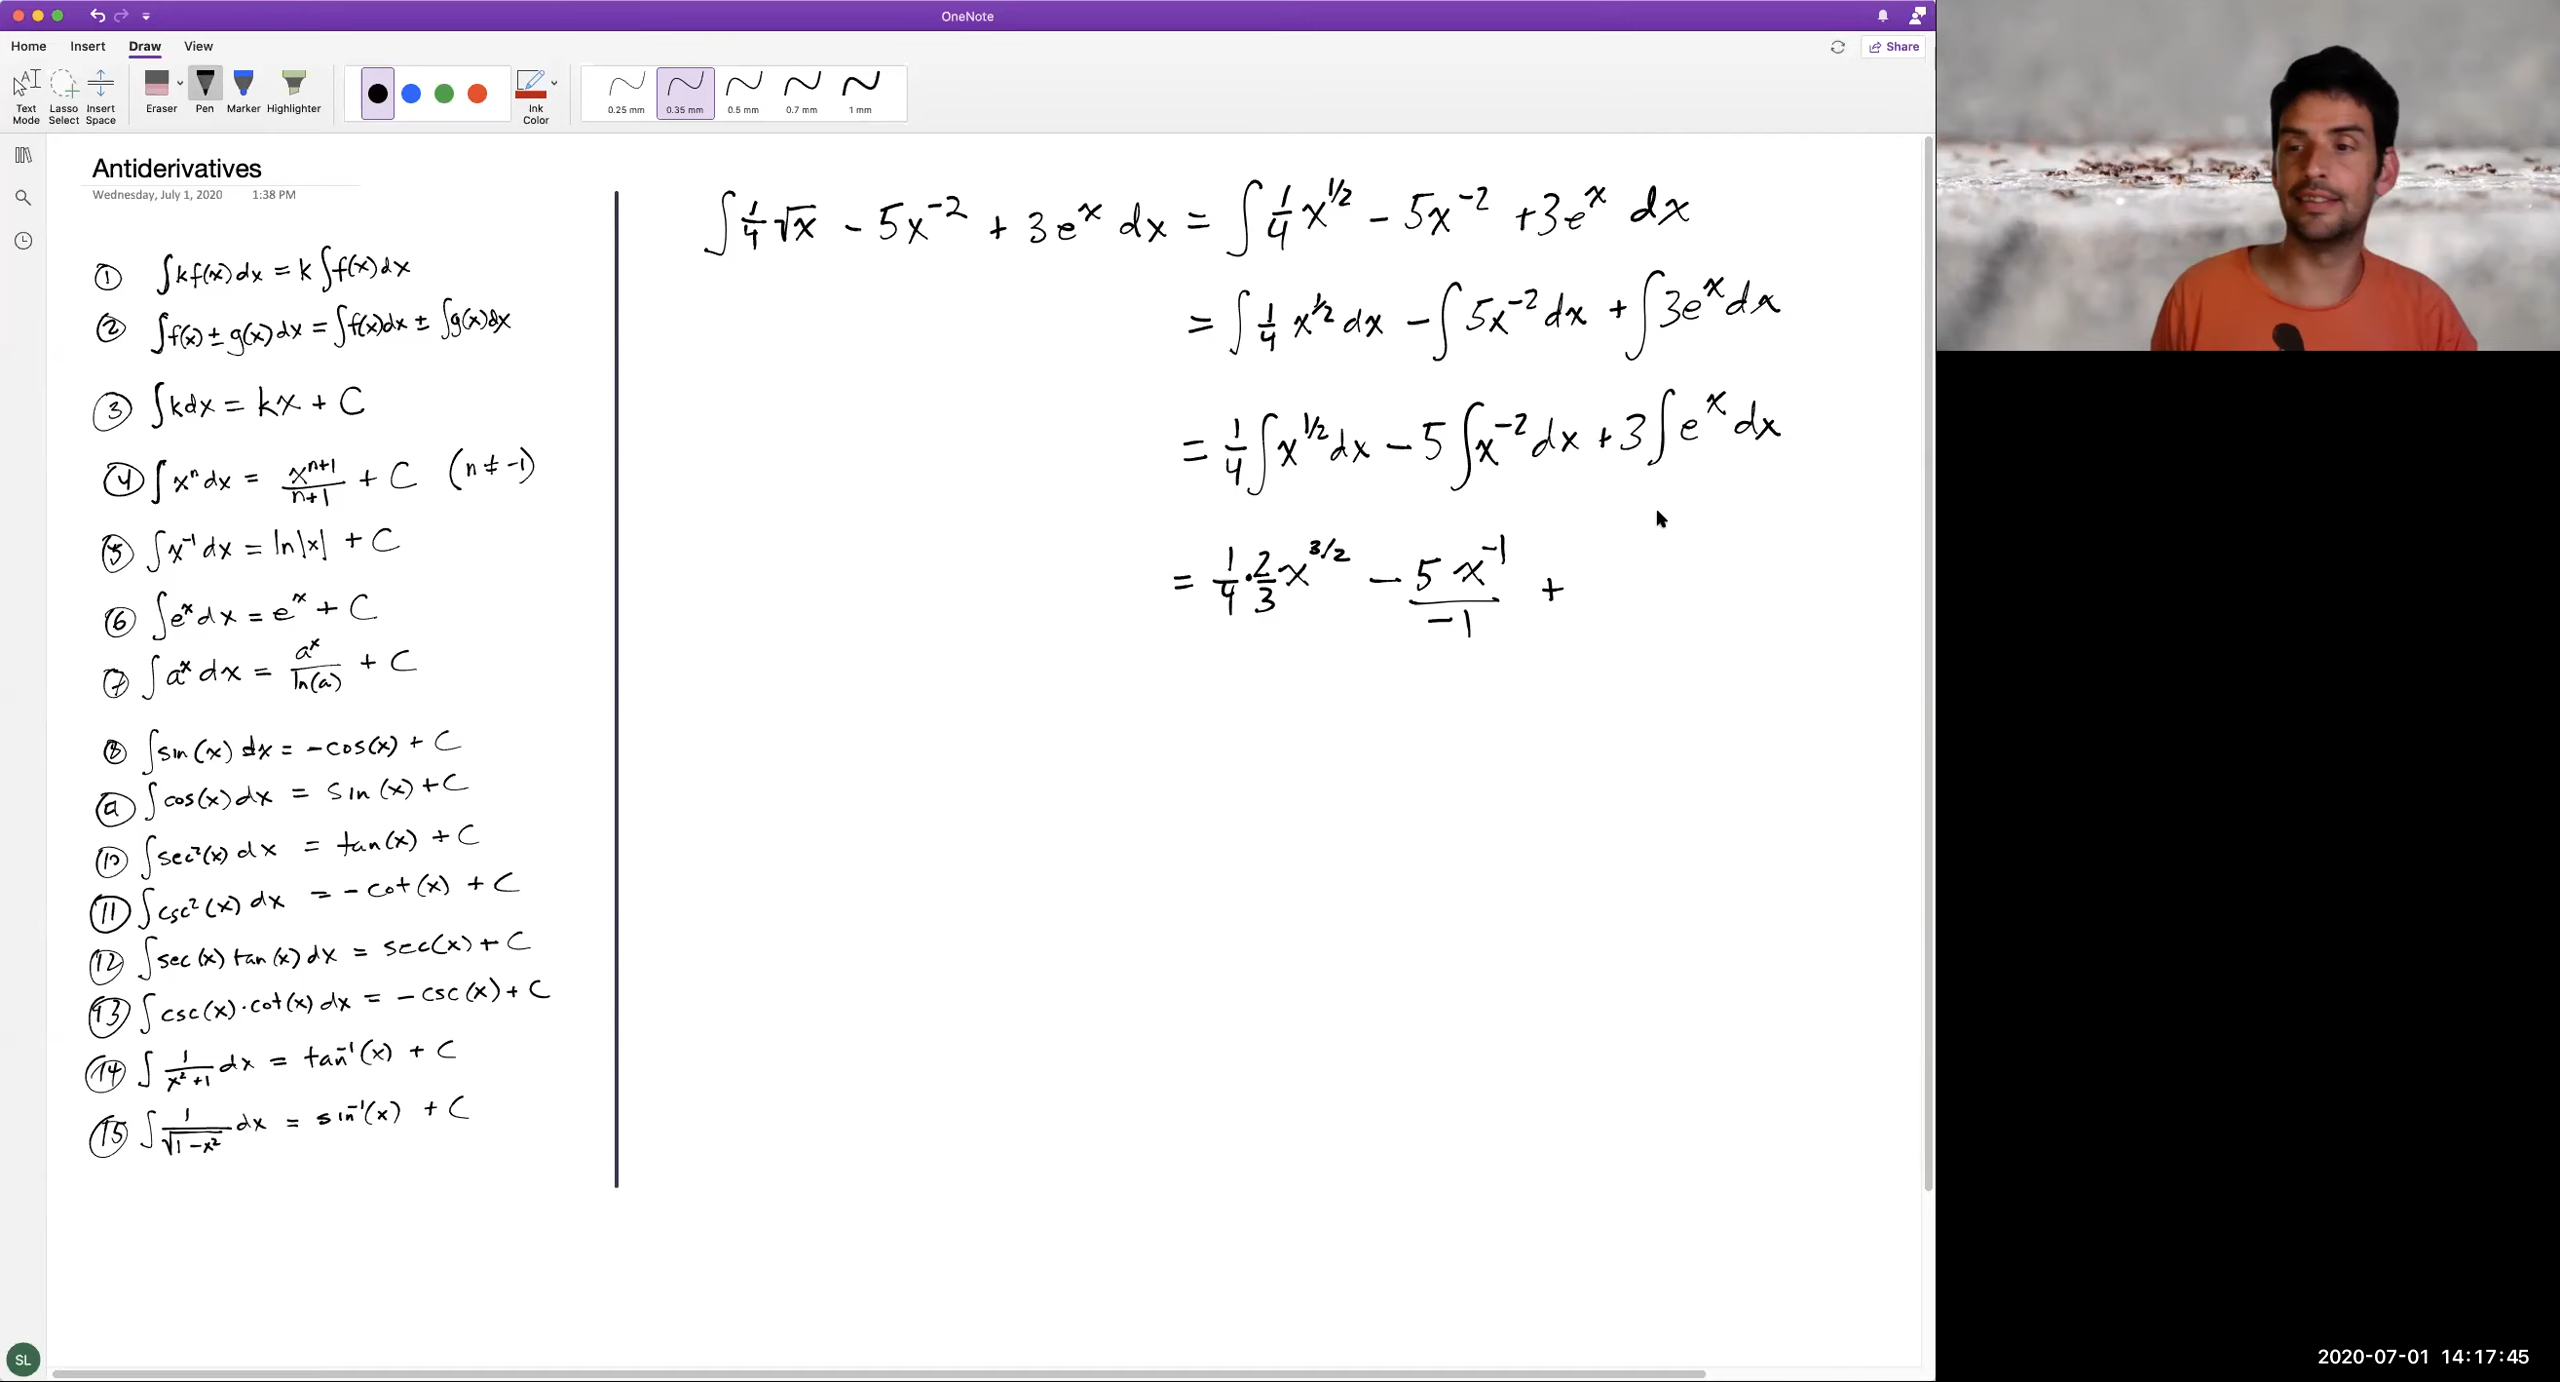 OneNote
Home Insert Draw View
Share
Text Mode
Lasso Select
Insert Space
Eraser
Pen
Marker
Highlighter
Ink Color
0.25 mm 0.35 mm 0.5 mm 0.7 mm 1 mm
Antiderivatives
Wednesday, July 1, 2020 1:38 PM
① ∫kf(x)dx = k∫f(x)dx
② ∫f(x) ± g(x)dx = ∫f(x)dx ± ∫g(x)dx
③ ∫kdx = kx + C
④ ∫xⁿdx = xⁿ⁺¹/n+1 + C (n ≠ -1)
⑤ ∫x⁻¹dx = ln|x| + C
⑥ ∫eˣdx = eˣ + C
⑦ ∫aˣdx = aˣ/ln(a) + C
⑧ ∫sin(x)dx = -cos(x) + C
⑨ ∫cos(x)dx = sin(x) + C
⑩ ∫sec²(x)dx = tan(x) + C
⑪ ∫csc²(x)dx = -cot(x) + C
⑫ ∫sec(x)tan(x)dx = sec(x) + C
⑬ ∫csc(x)·cot(x)dx = -csc(x) + C
⑭ ∫1/x²+1 dx = tan⁻¹(x) + C
⑮ ∫1/√1-x² dx = sin⁻¹(x) + C
∫1/4 √x - 5x⁻² + 3eˣ dx = ∫1/4 x^1/2 - 5x⁻² + 3eˣ dx
= ∫1/4 x^1/2 dx - ∫5x⁻²dx + ∫3eˣdx
= 1/4 ∫x^1/2 dx - 5∫x⁻²dx + 3∫eˣdx
= 1/4 · 2/3 x^3/2 - 5x⁻¹/-1 +
SL
2020-07-01 14:17:45